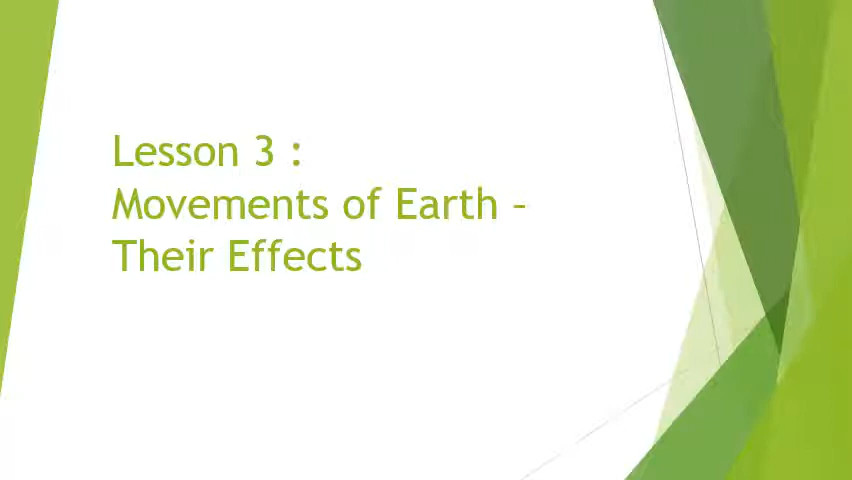 Lesson 3 :
Movements of Earth –
Their Effects